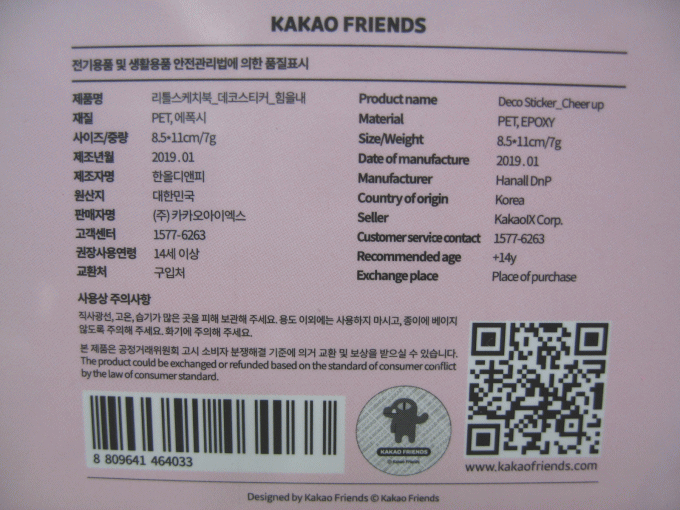 KAKAO FRIENDS
전기용품 및 생활용품 안전관리법에 의한 품질표시
제품명 리틀스케치북_데코스티커_힘을내
재질 PET, 에폭시
사이즈/중량 8.5*11cm/7g
제조년월 2019.01
제조자명 한올디앤피
원산지 대한민국
판매자명 (주) 카카오아이엑스
고객센터 1577-6263
권장사용연령 14세 이상
교환처 구입처
Product name Deco Sticker_Cheer up
Material PET, EPOXY
Size/Weight 8.5*11cm/7g
Date of manufacture 2019.01
Manufacturer Hanall DnP
Country of origin Korea
Seller KakaoIX Corp.
Customer service contact 1577-6263
Recommended age +14y
Exchange place Place of purchase
사용상 주의사항
직사광선, 고온, 습기가 많은 곳을 피해 보관해 주세요. 용도 이외에는 사용하지 마시고, 종이에 베이지
않도록 주의해 주세요. 화기에 주의해 주세요.
본 제품은 공정거래위원회 고시 소비자 분쟁해결 기준에 의거 교환 및 보상을 받으실 수 있습니다.
The product could be exchanged or refunded based on the standard of consumer conflict
by the law of consumer standard.
8 809641 464033
KAKAO FRIENDS
© Kakao Friends
www.kakaofriends.com
Designed by Kakao Friends © Kakao Friends